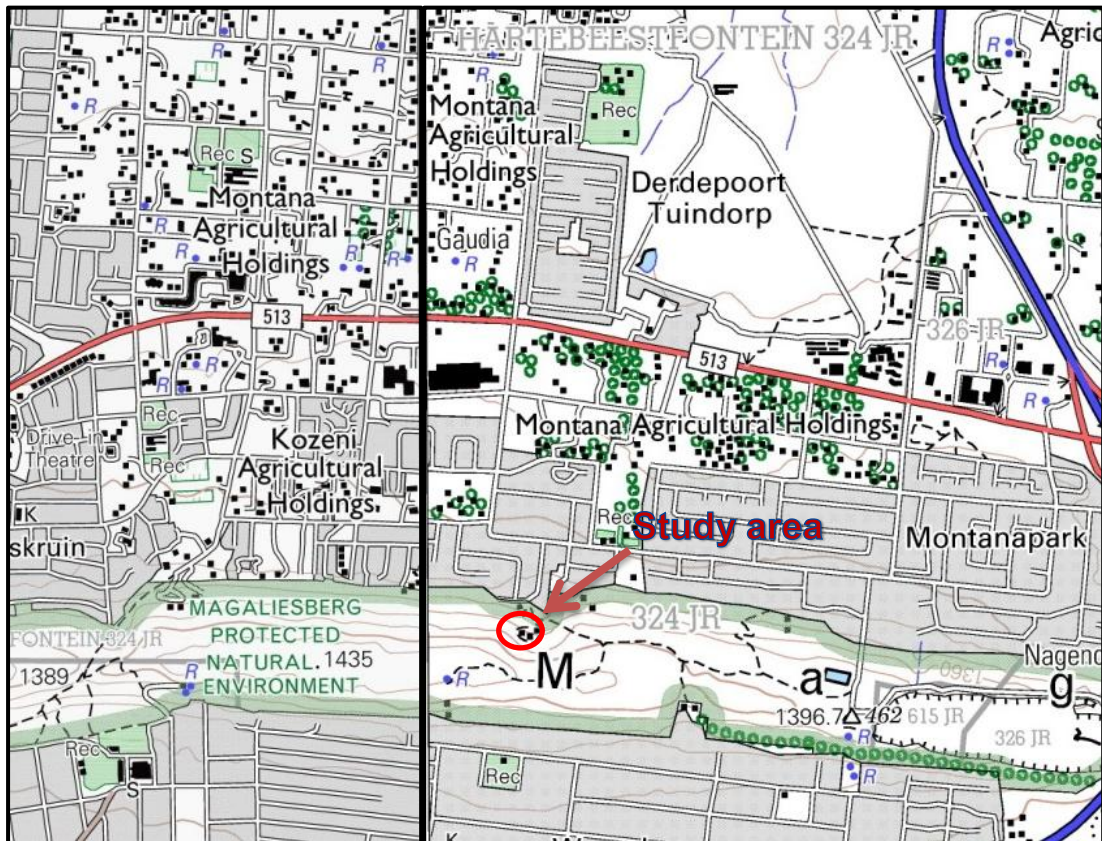 R
R
R
Rec S
Montana
Agricultural
Holdings
R
R
R
R
513
R
Rec
Drive-in
Theatre
Rec
Kozeni
Agricultural
Holdings
K
skruin
MAGALIESBERG
PROTECTED
NATURAL
ENVIRONMENT
.1435
FONTEIN 324 JR
1389
R
Rec
S
HARTEBEESTFONTEIN 324 JR
R
R
Agric
Rec
Montana
Agricultural
Holdings
Derdepoort
Tuindorp
Gaudia
R
R
326 JR
513
R
R
Montana Agricultural Holdings
Rec
Study area
Montanapark
324 JR
M
a
g
Nagend
1360
R
1396.7 462
615 JR
R
326 JR
Rec
R
K